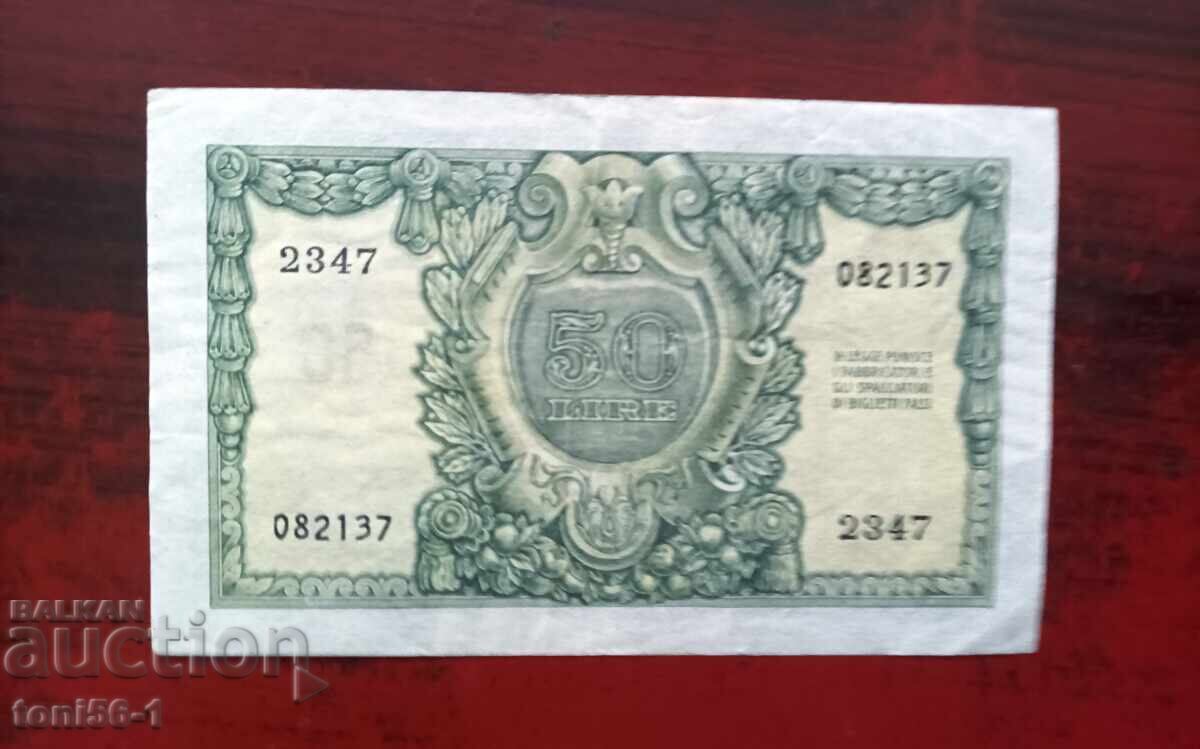 2347
082137
50
LIRE
LA LEGGE PUNISCE
I FABBRICATORI E
GLI SPACCIATORI
DI BIGLIETTI FALSI
082137
2347
BALKAN
auction
toni56-1